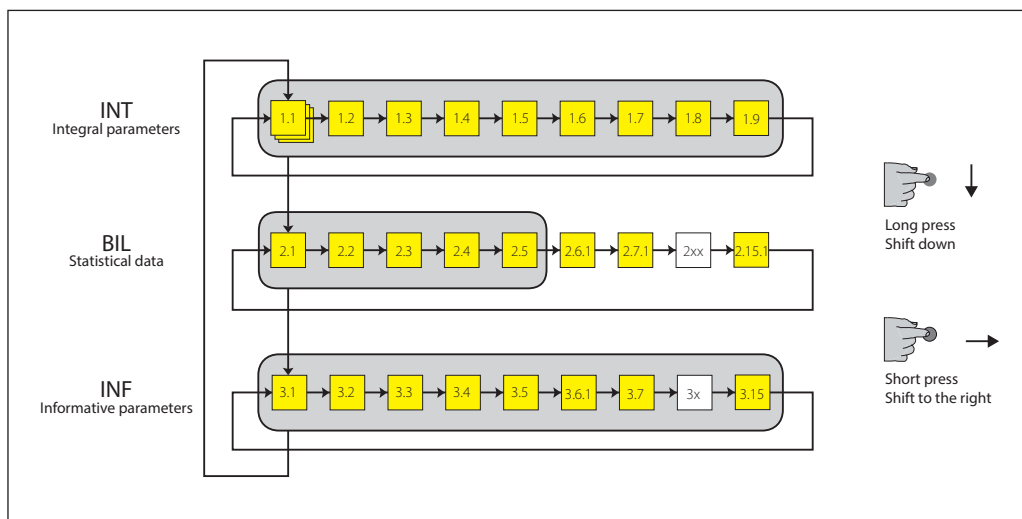 INT
Integral parameters
1.1 1.2 1.3 1.4 1.5 1.6 1.7 1.8 1.9
Long press
Shift down
BIL
Statistical data
2.1 2.2 2.3 2.4 2.5 2.6.1 2.7.1 2xx 2.15.1
INF
Informative parameters
3.1 3.2 3.3 3.4 3.5 3.6.1 3.7 3x 3.15
Short press
Shift to the right